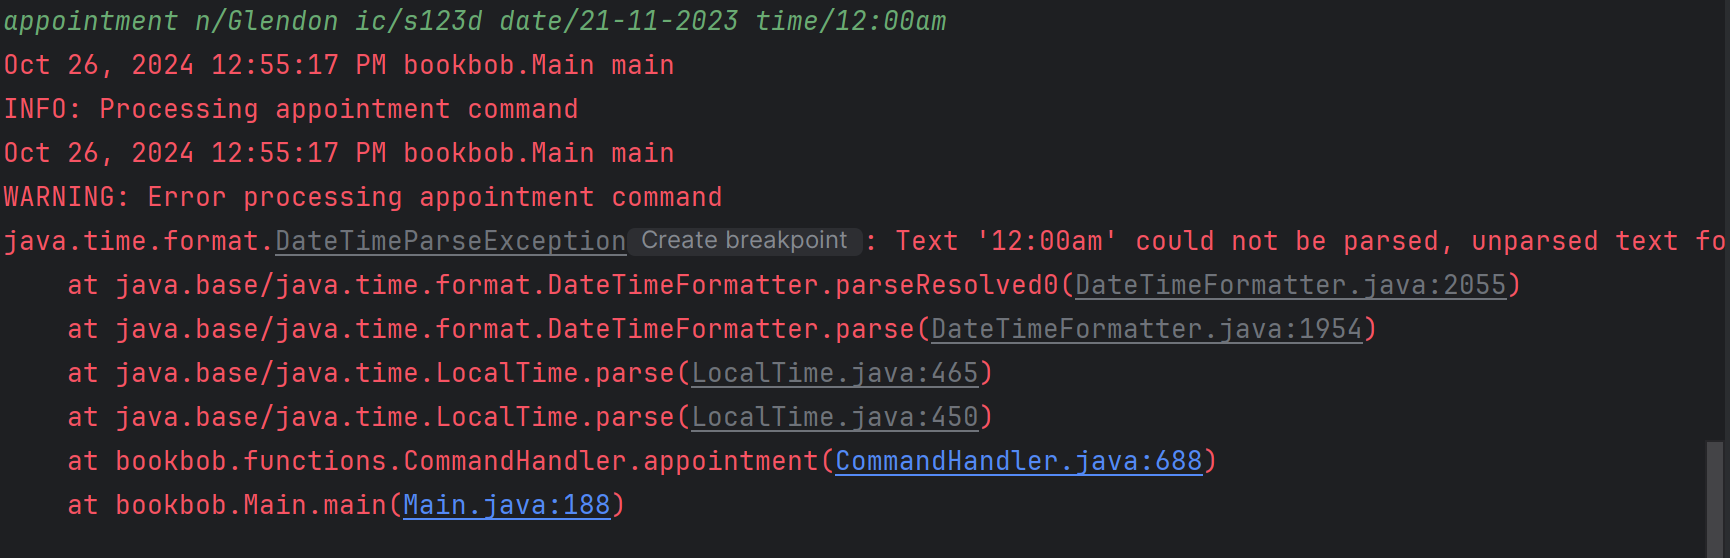 appointment n/Glendon ic/s123d date/21-11-2023 time/12:00am
Oct 26, 2024 12:55:17 PM bookbob.Main main
INFO: Processing appointment command
Oct 26, 2024 12:55:17 PM bookbob.Main main
WARNING: Error processing appointment command
java.time.format.DateTimeParseException Create breakpoint : Text '12:00am' could not be parsed, unparsed text fo
at java.base/java.time.format.DateTimeFormatter.parseResolved0(DateTimeFormatter.java:2055)
at java.base/java.time.format.DateTimeFormatter.parse(DateTimeFormatter.java:1954)
at java.base/java.time.LocalTime.parse(LocalTime.java:465)
at java.base/java.time.LocalTime.parse(LocalTime.java:450)
at bookbob.functions.CommandHandler.appointment(CommandHandler.java:688)
at bookbob.Main.main(Main.java:188)